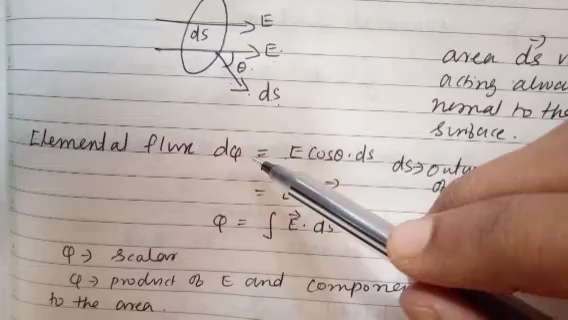 E
ds
E.
θ.
ds
area ds
acting alwa
normal to the
surface.
Elemental flux dφ = E cosθ · ds
ds → outw
=
φ = ∫ E⃗ · ds
φ → scalar
φ → product of E and compone
to the area.